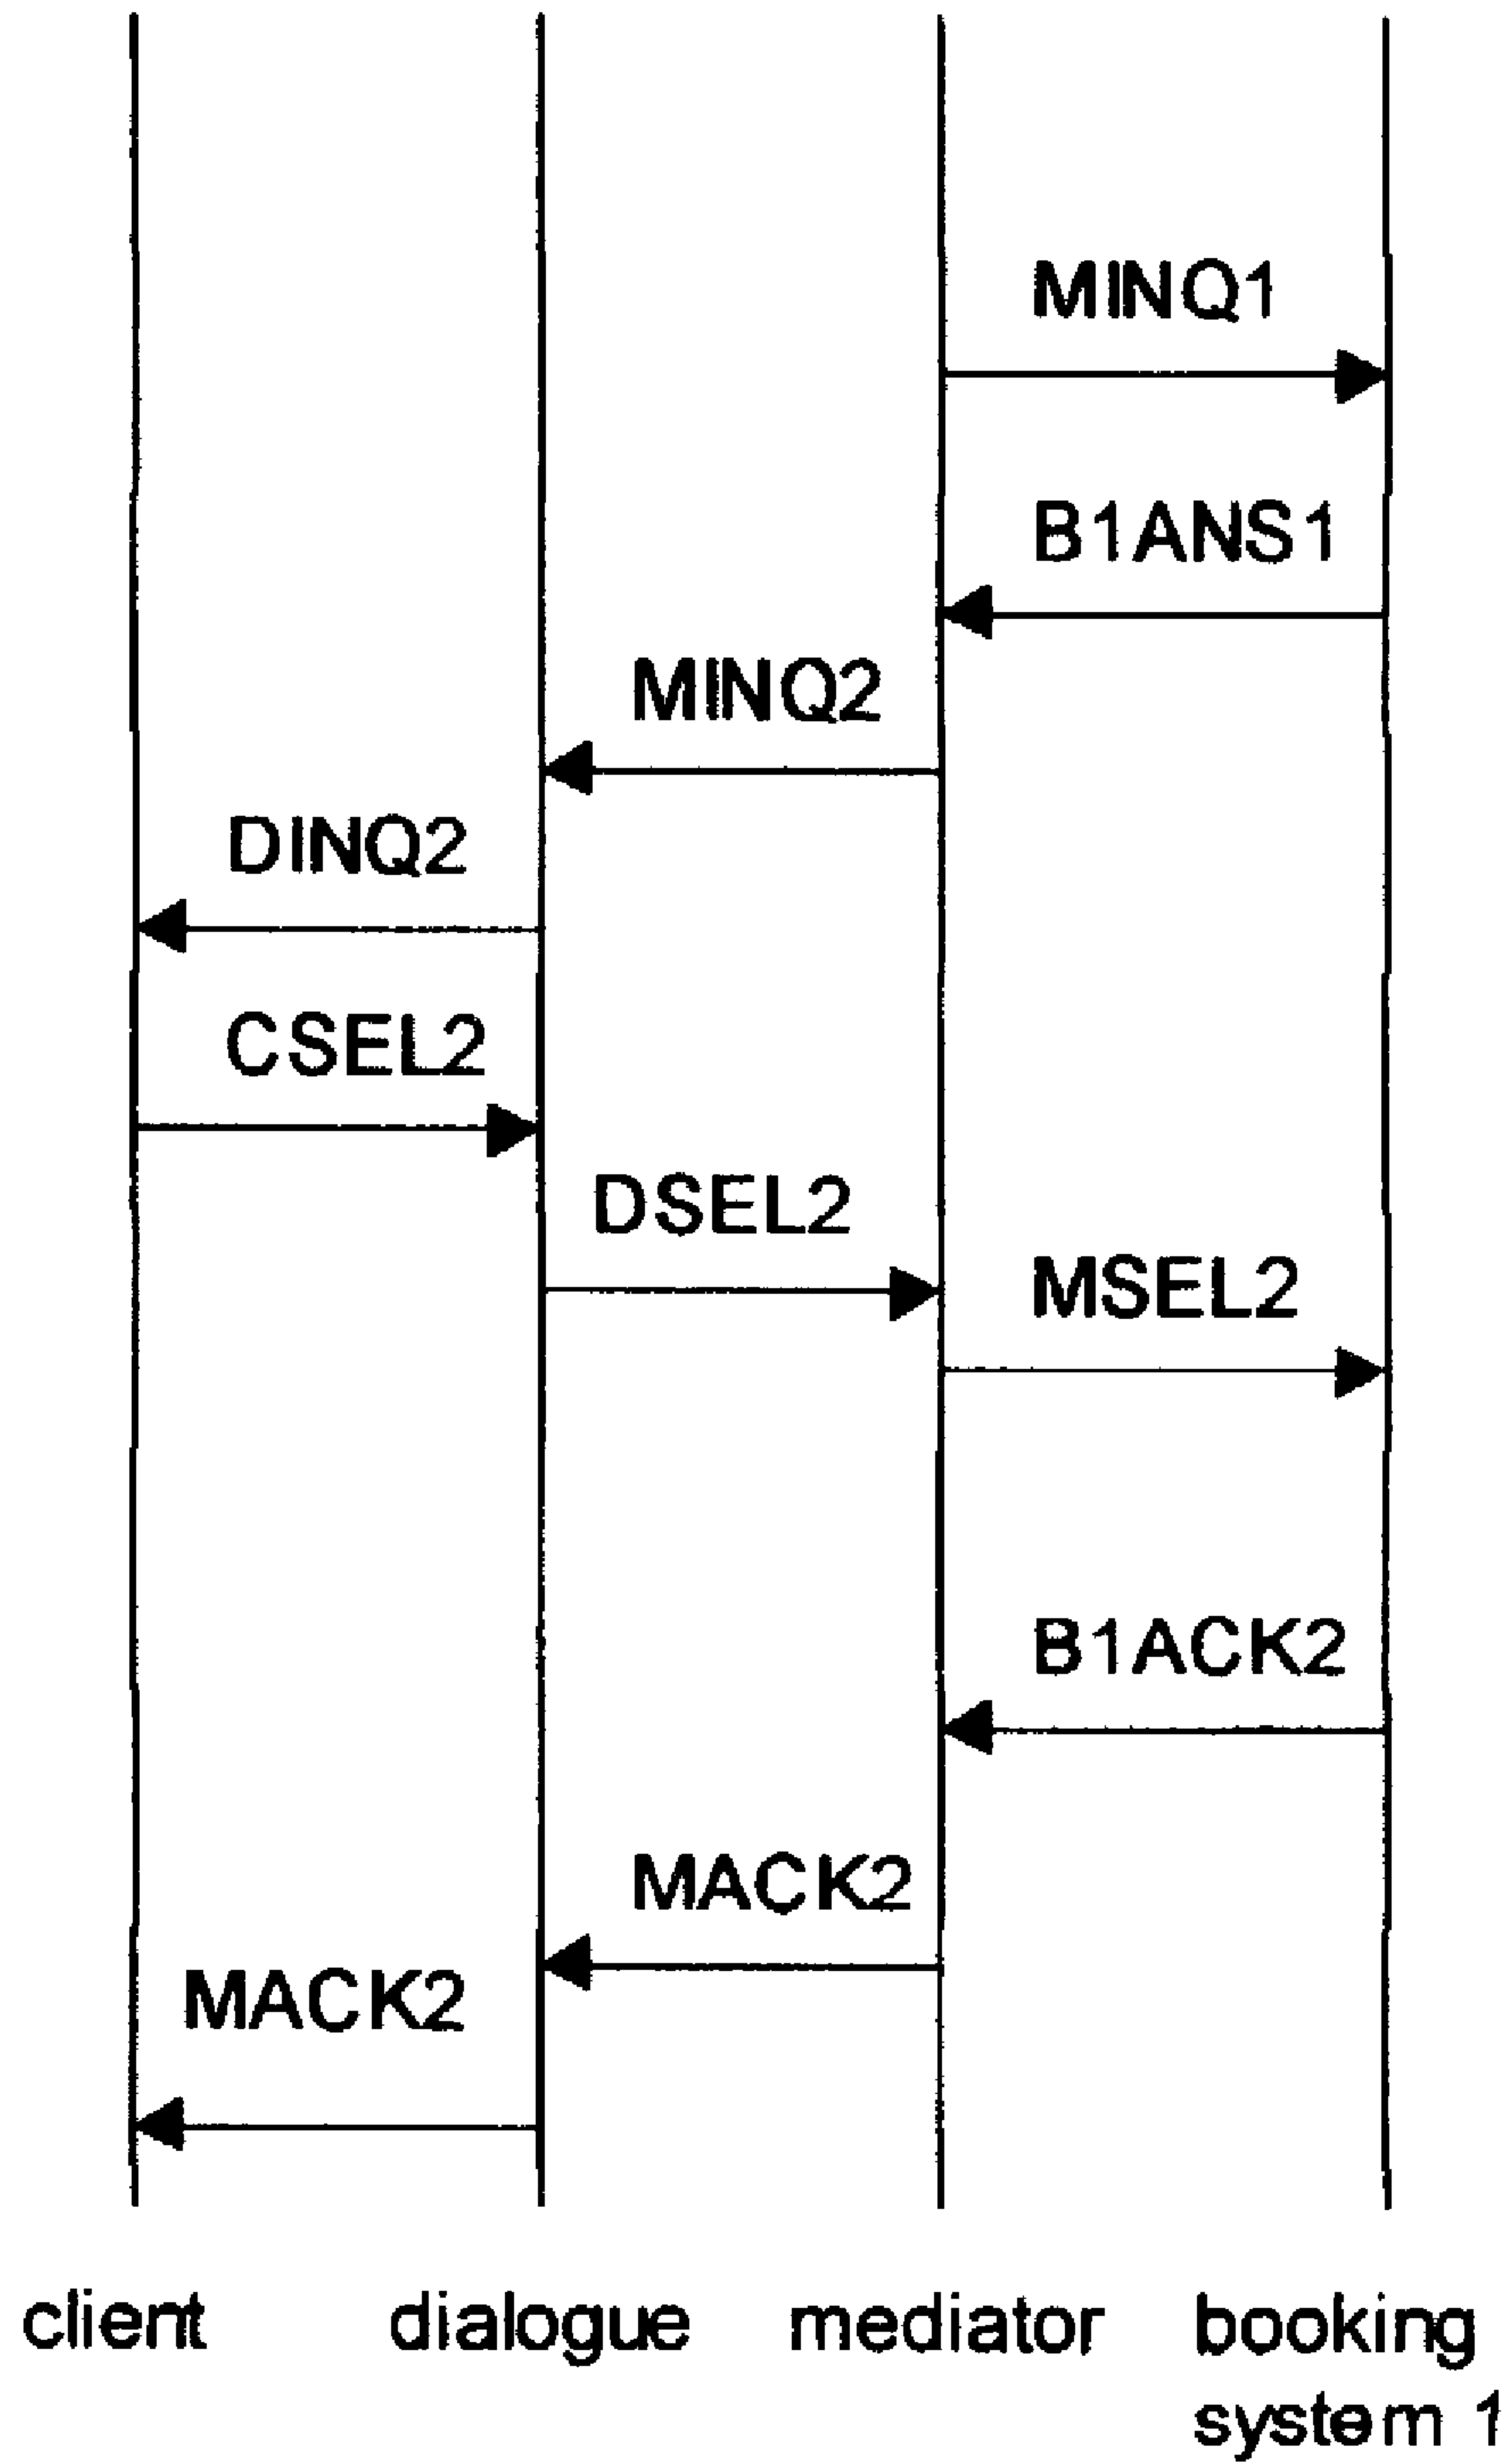 MINQ1
B1ANS1
MINQ2
DINQ2
CSEL2
DSEL2
MSEL2
B1ACK2
MACK2
MACK2
client dialogue mediator booking
system 1